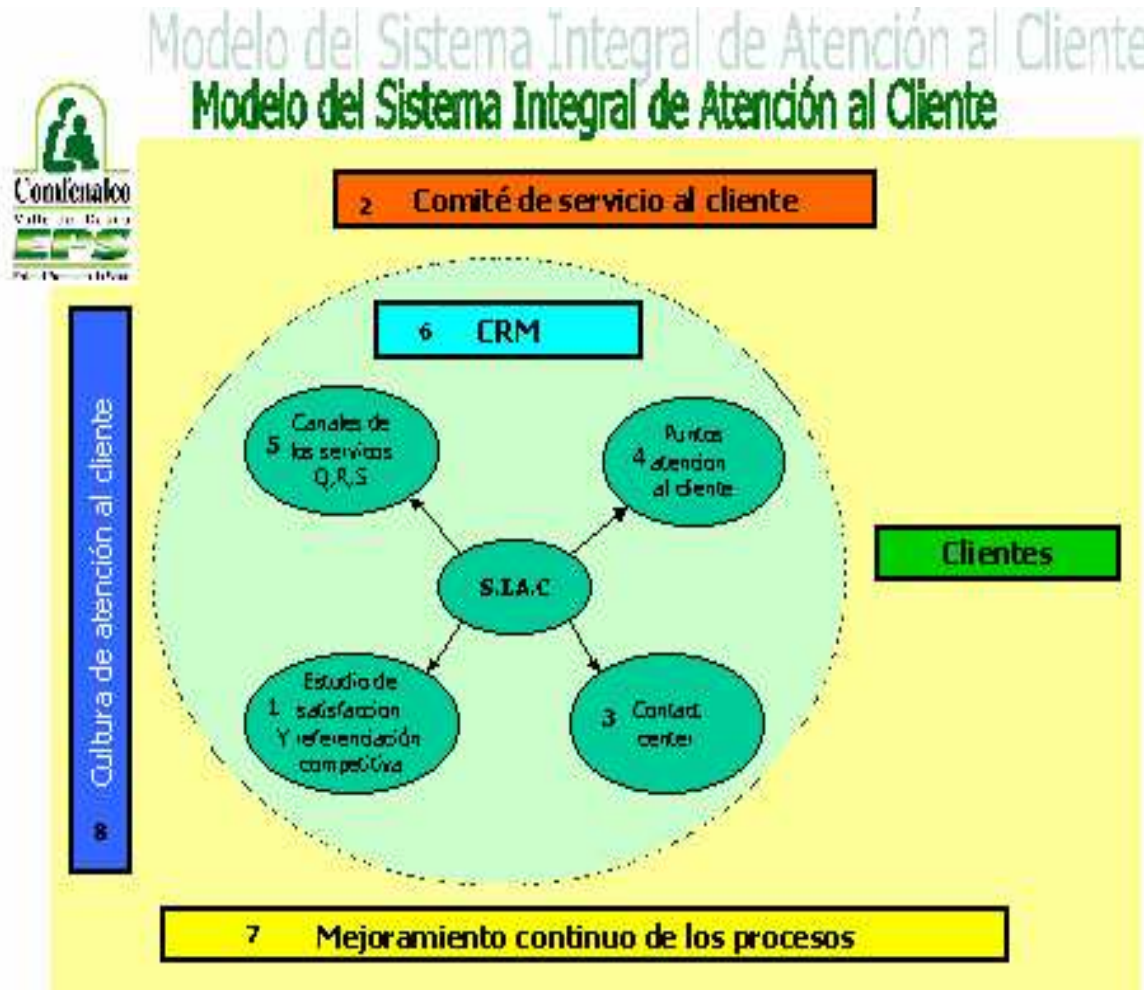 Modelo del Sistema Integral de Atención al Cliente
Modelo del Sistema Integral de Atención al Cliente
Comfenalco
EPS
2 Comité de servicio al cliente
6 CRM
5
Canales de
los servicios
Q,R,S
4
Puntos
atencion
al cliente
S.I.A.C
Clientes
8 Cultura de atención al cliente
1
Estudio de
satisfaccion
Y referenciación
competitiva
3
Contact
center
7 Mejoramiento continuo de los procesos